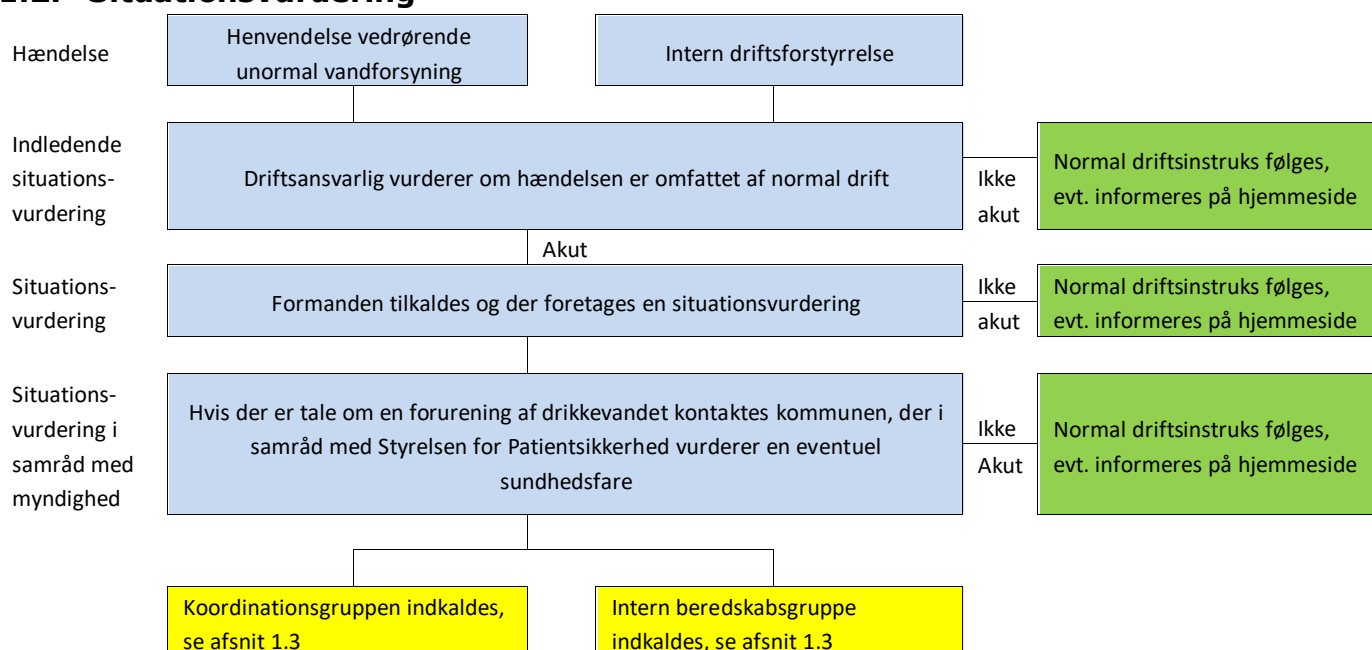 1.2. Situationsvurdering
Hændelse
Henvendelse vedrørende
unormal vandforsyning
Intern driftsforstyrrelse
Indledende
situations-
vurdering
Driftsansvarlig vurderer om hændelsen er omfattet af normal drift
Ikke
akut
Normal driftsinstruks følges,
evt. informeres på hjemmeside
Akut
Situations-
vurdering
Formanden tilkaldes og der foretages en situationsvurdering
Ikke
akut
Normal driftsinstruks følges,
evt. informeres på hjemmeside
Situations-
vurdering i
samråd med
myndighed
Hvis der er tale om en forurening af drikkevandet kontaktes kommunen, der i
samråd med Styrelsen for Patientsikkerhed vurderer en eventuel
sundhedsfare
Ikke
Akut
Normal driftsinstruks følges,
evt. informeres på hjemmeside
Koordinationsgruppen indkaldes,
se afsnit 1.3
Intern beredskabsgruppe
indkaldes, se afsnit 1.3